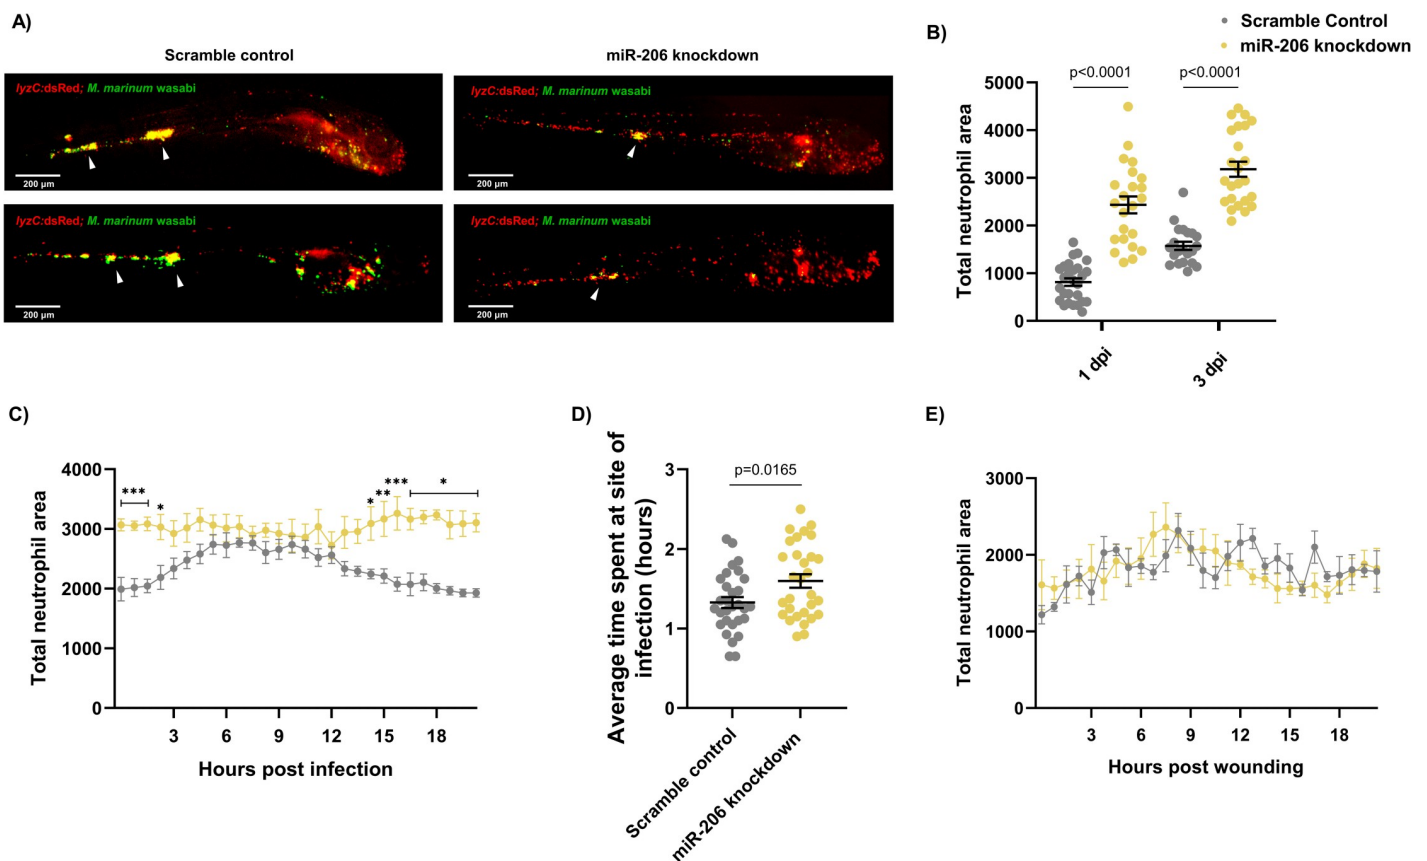 A)
Scramble control
miR-206 knockdown
lyzC:dsRed; M. marinum wasabi
200 μm
lyzC:dsRed; M. marinum wasabi
200 μm
lyzC:dsRed; M. marinum wasabi
200 μm
lyzC:dsRed; M. marinum wasabi
200 μm
B)
Scramble Control
miR-206 knockdown
p<0.0001
p<0.0001
Total neutrophil area
5000
4000
3000
2000
1000
0
1 dpi
3 dpi
C)
Total neutrophil area
4000
3000
2000
1000
0
***
*
*
**
***
*
3 6 9 12 15 18
Hours post infection
D)
Average time spent at site of
infection (hours)
3
2
1
0
p=0.0165
Scramble control
miR-206 knockdown
E)
Total neutrophil area
3000
2000
1000
0
3 6 9 12 15 18
Hours post wounding